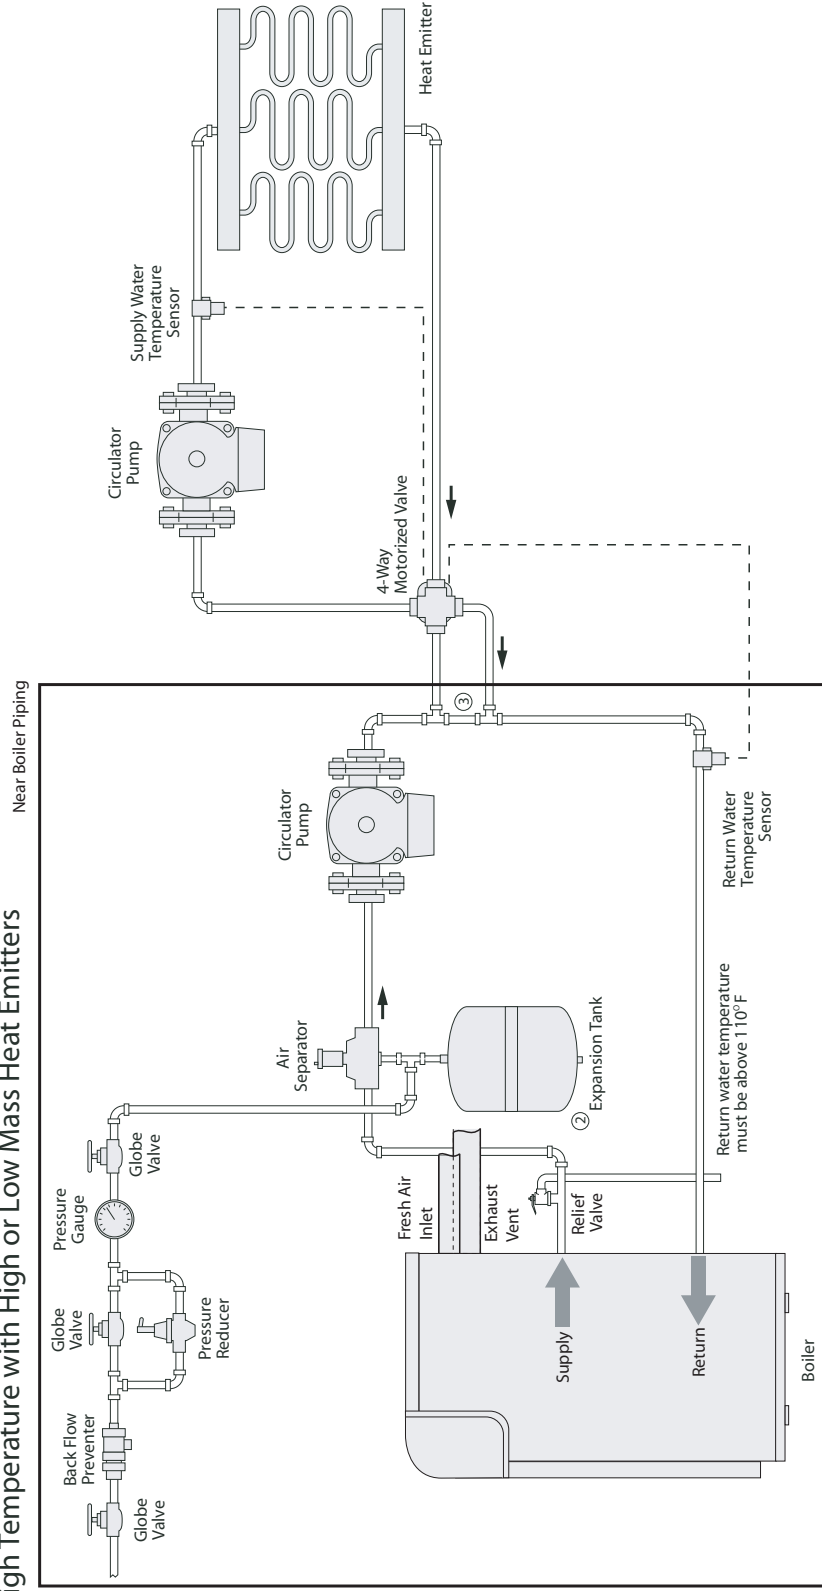 igh Temperature with High or Low Mass Heat Emitters
Near Boiler Piping
Globe
Valve
Back Flow
Preventer
Globe
Valve
Pressure
Reducer
Pressure
Gauge
Globe
Valve
Air
Separator
Circulator
Pump
Circulator
Pump
Supply Water
Temperature
Sensor
Heat Emitter
4-Way
Motorized Valve
3
Fresh Air
Inlet
Exhaust
Vent
Relief
Valve
2
Expansion Tank
Return water temperature
must be above 110°F
Return Water
Temperature
Sensor
Supply
Return
Boiler